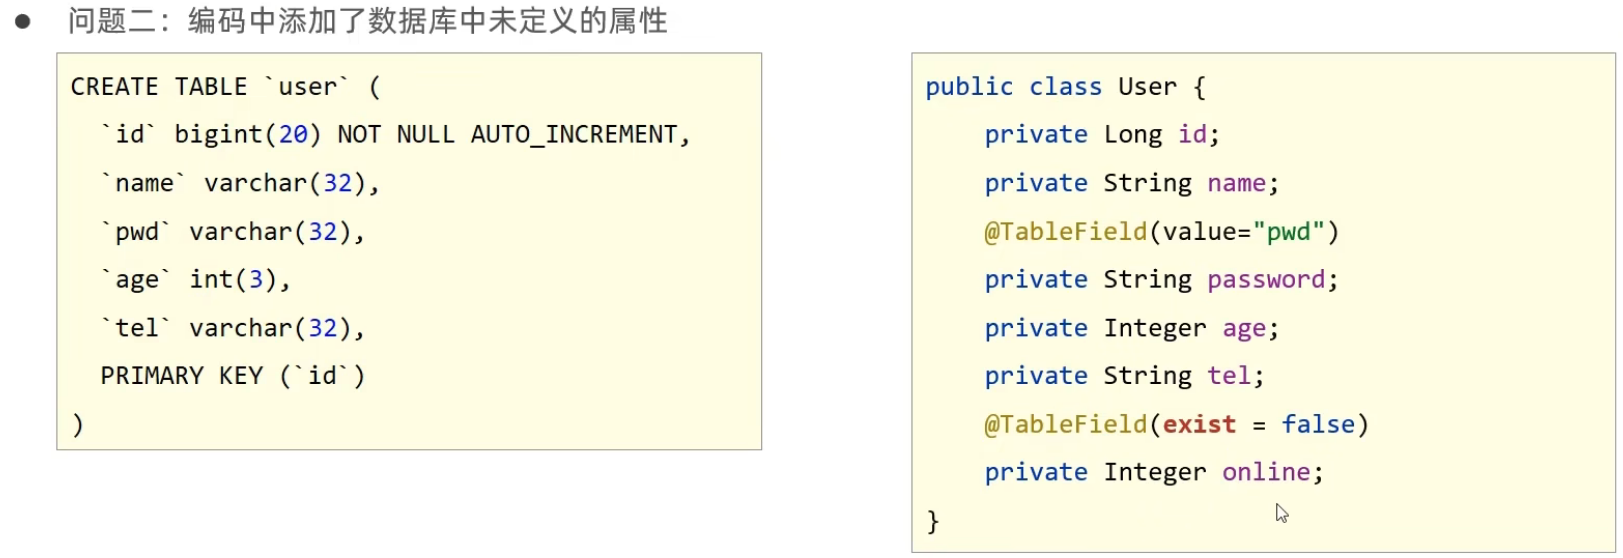 ● 问题二：编码中添加了数据库中未定义的属性
CREATE TABLE `user` (
`id` bigint(20) NOT NULL AUTO_INCREMENT,
`name` varchar(32),
`pwd` varchar(32),
`age` int(3),
`tel` varchar(32),
PRIMARY KEY (`id`)
)
public class User {
private Long id;
private String name;
@TableField(value="pwd")
private String password;
private Integer age;
private String tel;
@TableField(exist = false)
private Integer online;
}